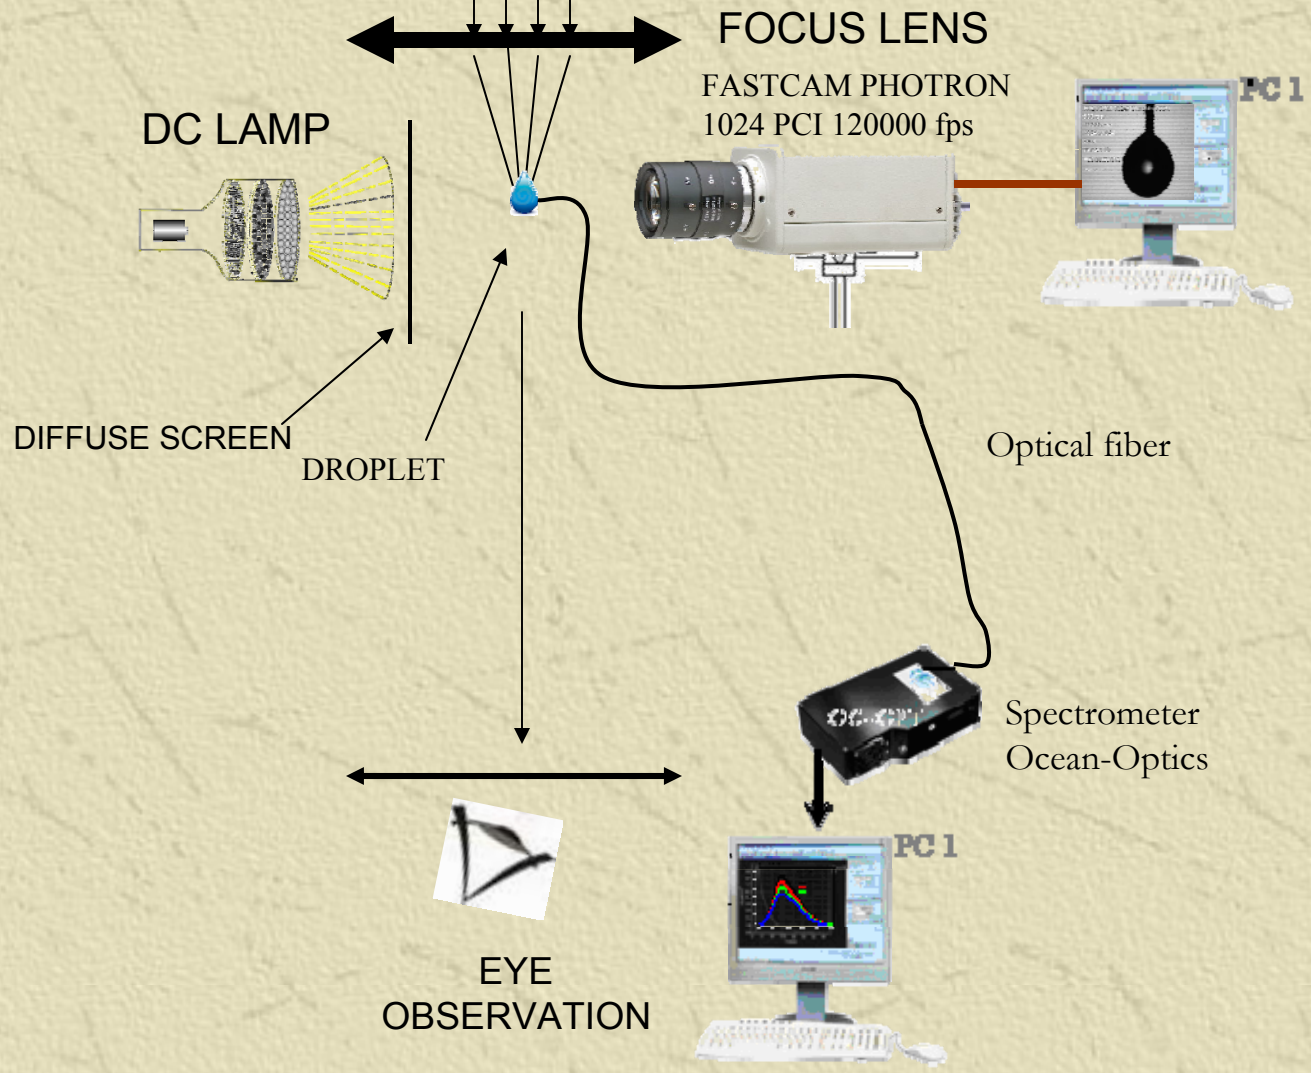 FOCUS LENS
FASTCAM PHOTRON
1024 PCI 120000 fps
PC 1
DC LAMP
DIFFUSE SCREEN
DROPLET
Optical fiber
Spectrometer
Ocean-Optics
PC 1
EYE
OBSERVATION